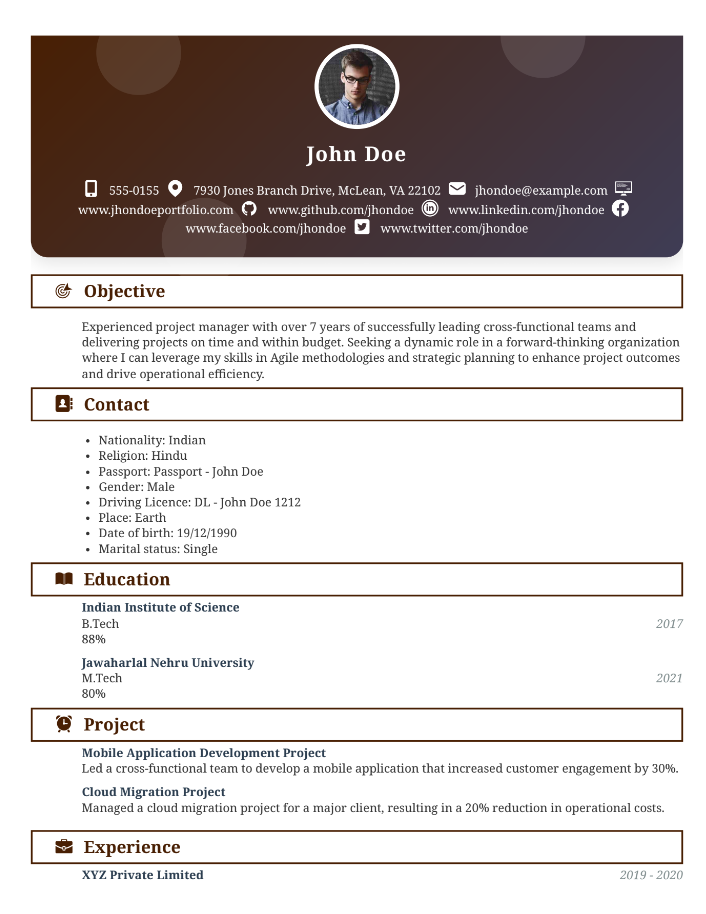 John Doe
555-0155 7930 Jones Branch Drive, McLean, VA 22102 jhondoe@example.com
www.jhondoeportfolio.com www.github.com/jhondoe www.linkedin.com/jhondoe
www.facebook.com/jhondoe www.twitter.com/jhondoe
Objective
Experienced project manager with over 7 years of successfully leading cross-functional teams and
delivering projects on time and within budget. Seeking a dynamic role in a forward-thinking organization
where I can leverage my skills in Agile methodologies and strategic planning to enhance project outcomes
and drive operational efficiency.
Contact
• Nationality: Indian
• Religion: Hindu
• Passport: Passport - John Doe
• Gender: Male
• Driving Licence: DL - John Doe 1212
• Place: Earth
• Date of birth: 19/12/1990
• Marital status: Single
Education
Indian Institute of Science
B.Tech 2017
88%
Jawaharlal Nehru University
M.Tech 2021
80%
Project
Mobile Application Development Project
Led a cross-functional team to develop a mobile application that increased customer engagement by 30%.
Cloud Migration Project
Managed a cloud migration project for a major client, resulting in a 20% reduction in operational costs.
Experience
XYZ Private Limited 2019 - 2020